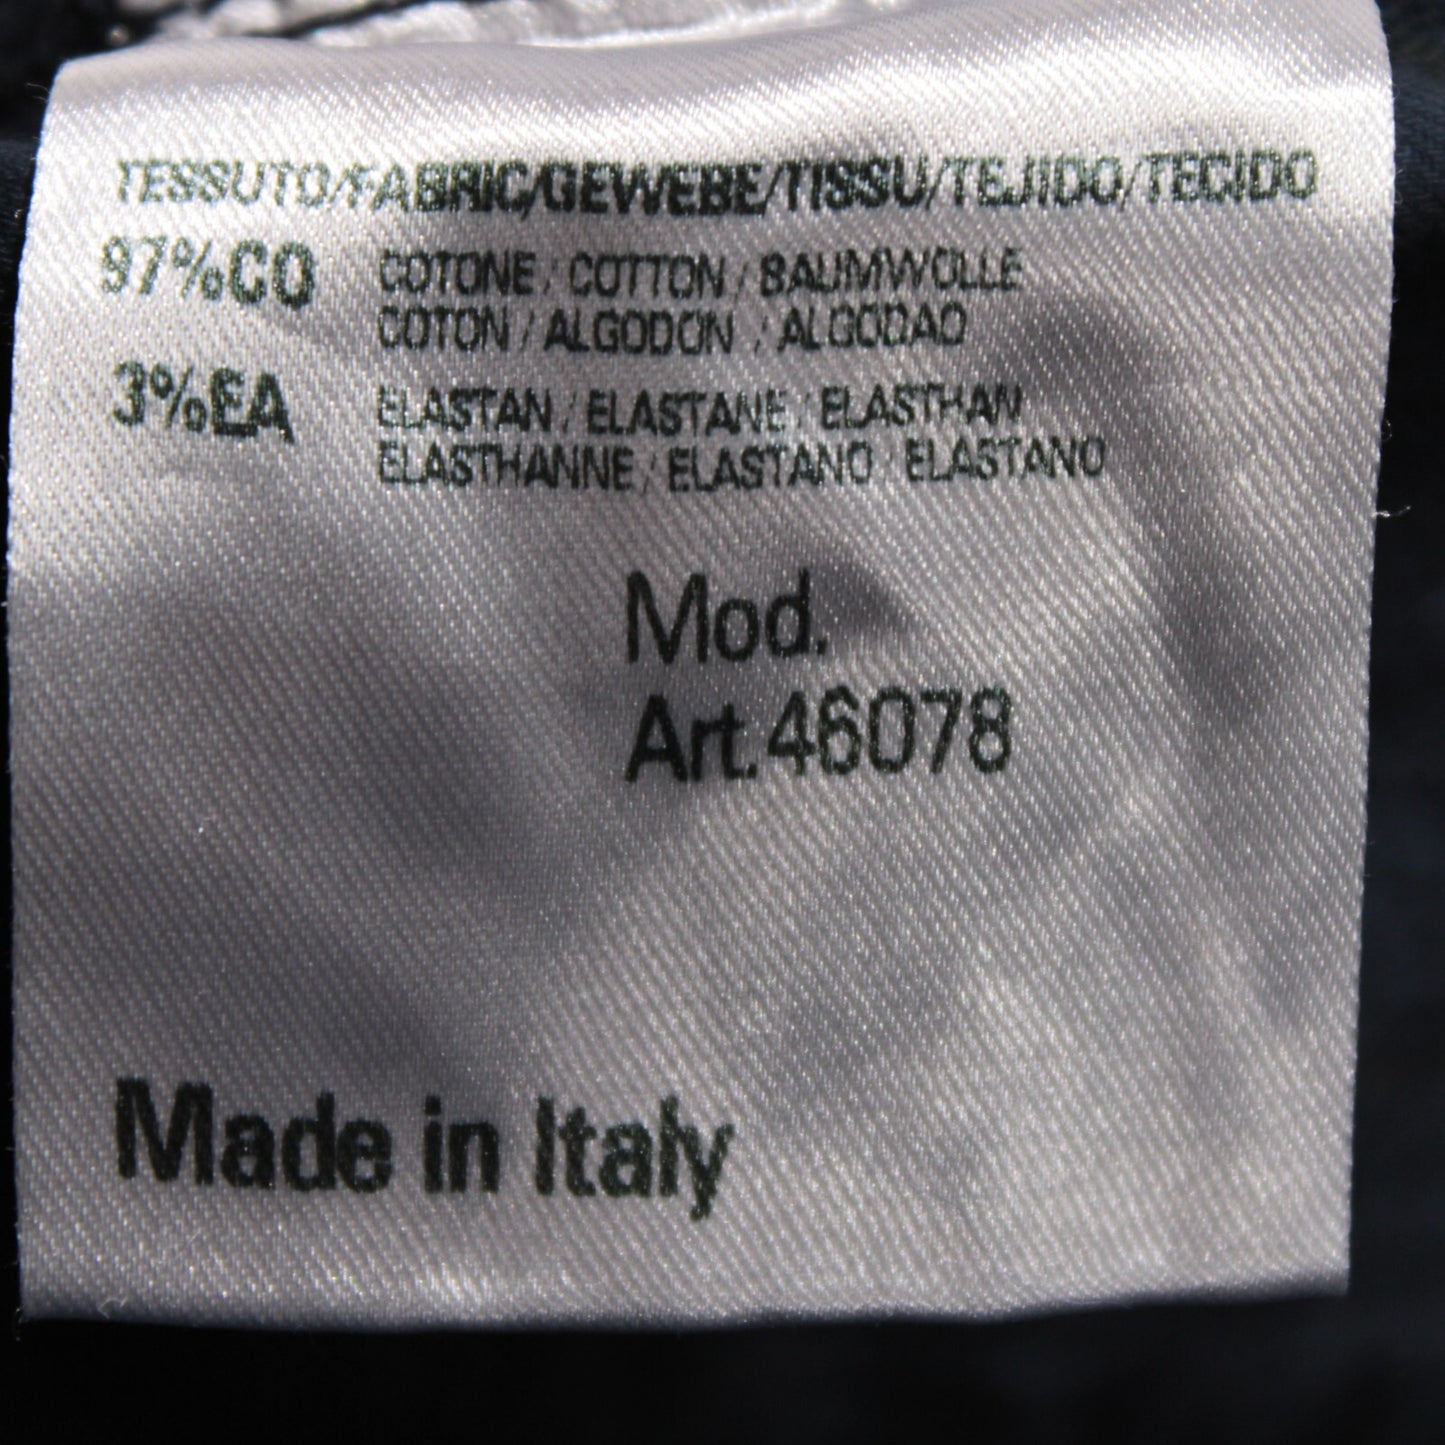 TESSUTO/FABRIC/GEWEBE/TISSU/TEJIDO/TECIDO
97%CO COTONE / COTTON / BAUMWOLLE
COTON / ALGODON / ALGODAO
3%EA ELASTAN / ELASTANE / ELASTHAN
ELASTHANNE / ELASTANO / ELASTANO
Mod.
Art.46078
Made in Italy